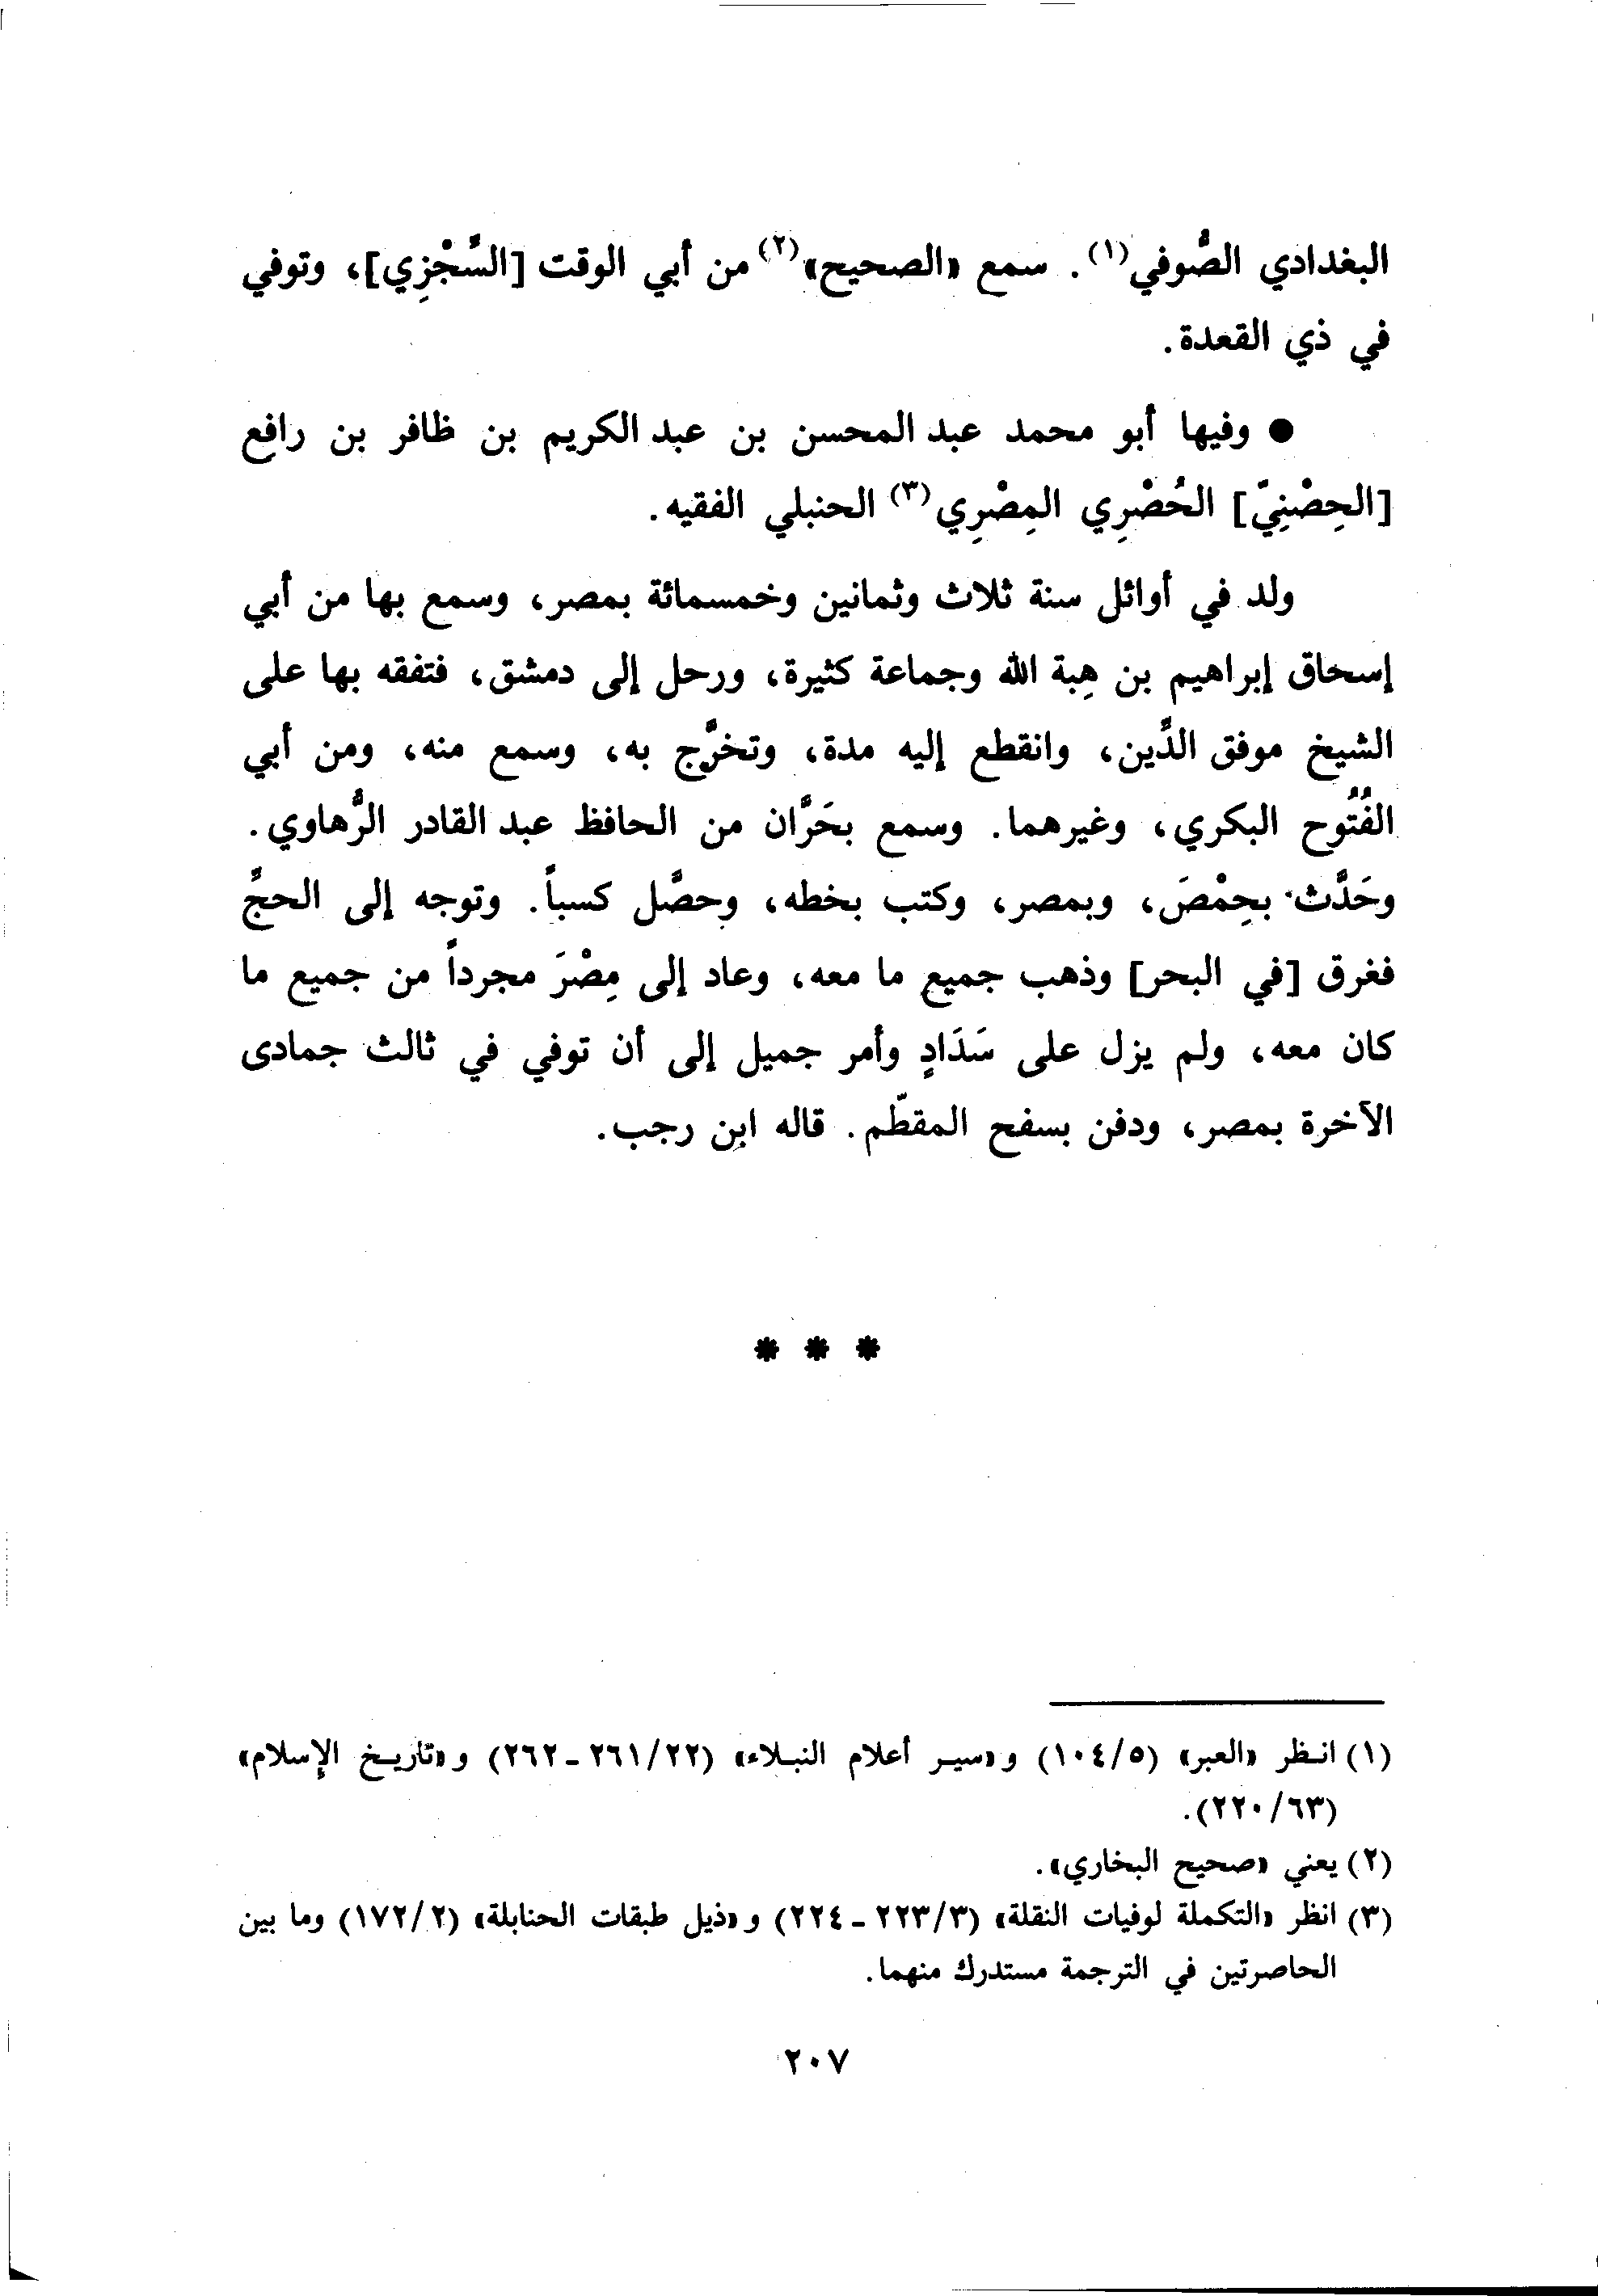 البغدادي الصُّوفي(١). سمع «الصحيح»(٢) من أبي الوقت [السِّجْزِي]، وتوفي
في ذي القعدة.
● وفيها أبو محمد عبد المحسن بن عبد الكريم بن ظافر بن رافع
[الحِصْنِيّ] الحُصْرِي المِصْرِي(٣) الحنبلي الفقيه.
ولد في أوائل سنة ثلاث وثمانين وخمسمائة بمصر، وسمع بها من أبي
إسحاق إبراهيم بن هِبة الله وجماعة كثيرة، ورحل إلى دمشق، فتفقه بها على
الشيخ موفق الدِّين، وانقطع إليه مدة، وتخرَّج به، وسمع منه، ومن أبي
الفُتُوح البكري، وغيرهما. وسمع بحَرَّان من الحافظ عبد القادر الرُّهاوي.
وحَدَّث بحِمْصَ، وبمصر، وكتب بخطه، وحصَّل كسباً. وتوجه إلى الحجِّ
فغرق [في البحر] وذهب جميع ما معه، وعاد إلى مِصْرَ مجرداً من جميع ما
كان معه، ولم يزل على سَدَادٍ وأمر جميل إلى أن توفي في ثالث جمادى
الآخرة بمصر، ودفن بسفح المقطّم. قاله ابن رجب.
* * *
(١) انظر «العبر» (١٠٤/٥) و«سير أعلام النبلاء» (٢٦١/٢٢ - ٢٦٢) و«تاريخ الإسلام»
(٢٢٠/٦٣).
(٢) يعني «صحيح البخاري».
(٣) انظر «التكملة لوفيات النقلة» (٢٢٣/٣ - ٢٢٤) و«ذيل طبقات الحنابلة» (١٧٢/٢) وما بين
الحاصرتين في الترجمة مستدرك منهما.
٢٠٧